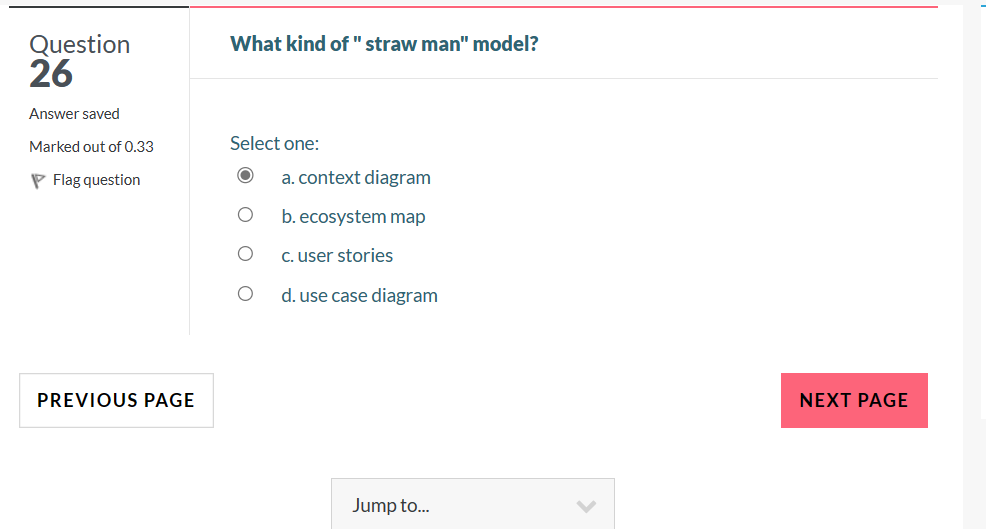 Question
26
Answer saved
Marked out of 0.33
Flag question
What kind of " straw man" model?
Select one:
a. context diagram
b. ecosystem map
c. user stories
d. use case diagram
PREVIOUS PAGE
NEXT PAGE
Jump to...